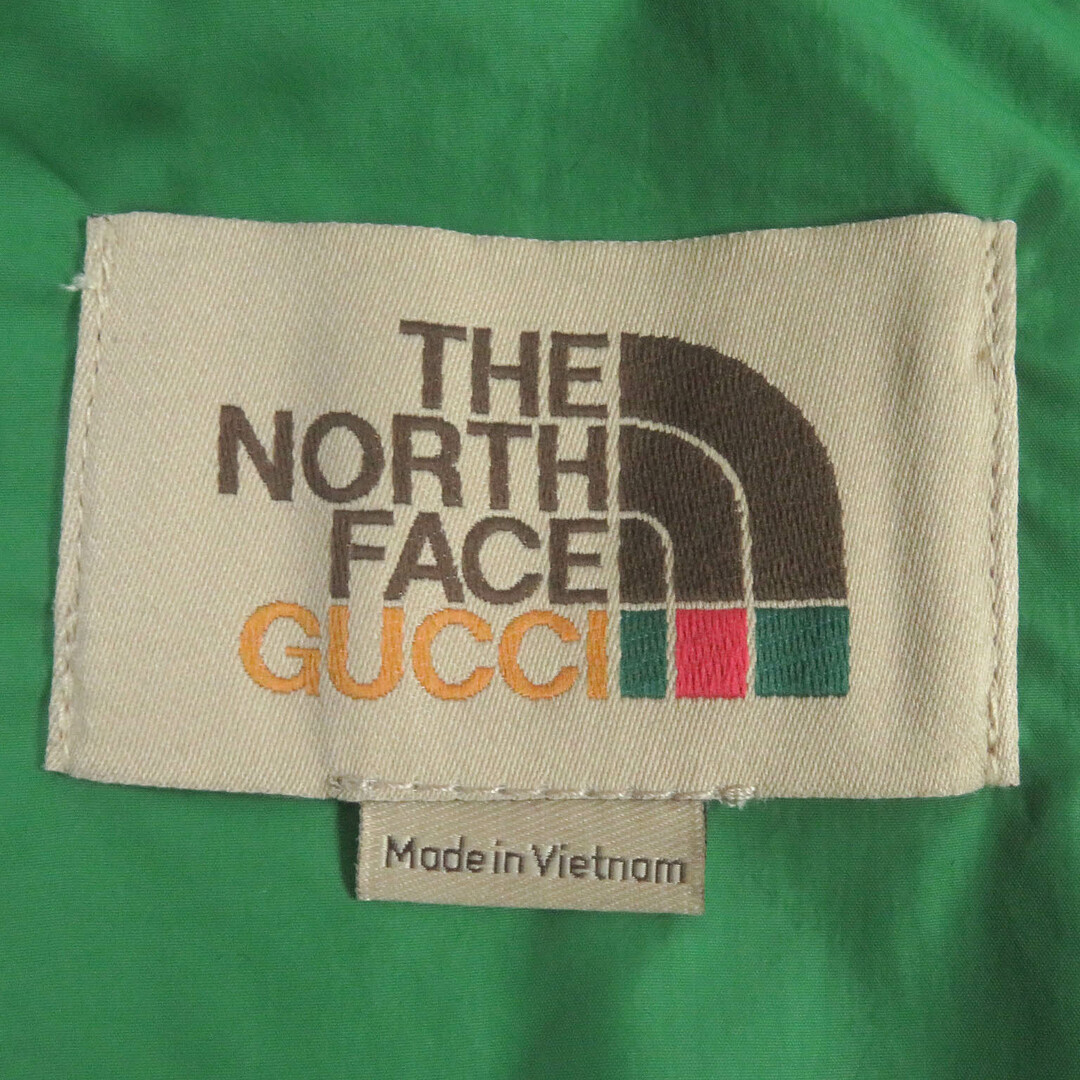 THE
NORTH
FACE
GUCCI
Made in Vietnam